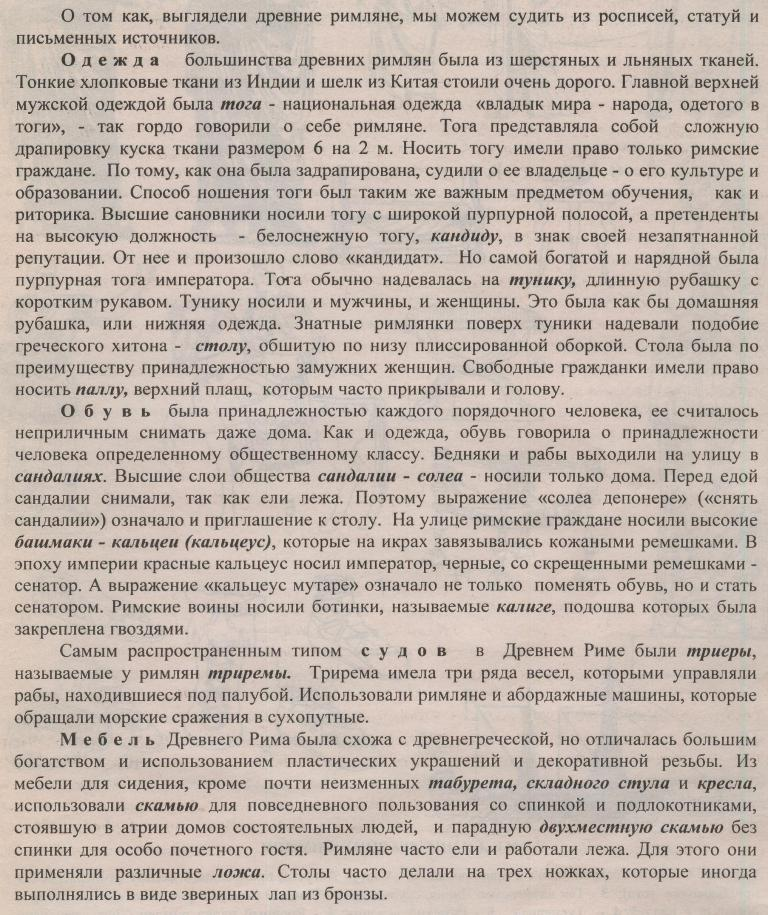 О том как, выглядели древние римляне, мы можем судить из росписей, статуй и
письменных источников.
Одежда большинства древних римлян была из шерстяных и льняных тканей.
Тонкие хлопковые ткани из Индии и шелк из Китая стоили очень дорого. Главной верхней
мужской одеждой была тога - национальная одежда «владык мира - народа, одетого в
тоги», - так гордо говорили о себе римляне. Тога представляла собой сложную
драпировку куска ткани размером 6 на 2 м. Носить тогу имели право только римские
граждане. По тому, как она была задрапирована, судили о ее владельце - о его культуре и
образовании. Способ ношения тоги был таким же важным предметом обучения, как и
риторика. Высшие сановники носили тогу с широкой пурпурной полосой, а претенденты
на высокую должность - белоснежную тогу, кандиду, в знак своей незапятнанной
репутации. От нее и произошло слово «кандидат». Но самой богатой и нарядной была
пурпурная тога императора. Тога обычно надевалась на тунику, длинную рубашку с
коротким рукавом. Тунику носили и мужчины, и женщины. Это была как бы домашняя
рубашка, или нижняя одежда. Знатные римлянки поверх туники надевали подобие
греческого хитона - столу, обшитую по низу плиссированной оборкой. Стола была по
преимуществу принадлежностью замужних женщин. Свободные гражданки имели право
носить паллу, верхний плащ, которым часто прикрывали и голову.
Обувь была принадлежностью каждого порядочного человека, ее считалось
неприличным снимать даже дома. Как и одежда, обувь говорила о принадлежности
человека определенному общественному классу. Бедняки и рабы выходили на улицу в
сандалиях. Высшие слои общества сандалии - солеа - носили только дома. Перед едой
сандалии снимали, так как ели лежа. Поэтому выражение «солеа депонере» («снять
сандалии») означало и приглашение к столу. На улице римские граждане носили высокие
башмаки - кальцеи (кальцеус), которые на икрах завязывались кожаными ремешками. В
эпоху империи красные кальцеус носил император, черные, со скрещенными ремешками -
сенатор. А выражение «кальцеус мутаре» означало не только поменять обувь, но и стать
сенатором. Римские воины носили ботинки, называемые калиге, подошва которых была
закреплена гвоздями.
Самым распространенным типом судов в Древнем Риме были триеры,
называемые у римлян триремы. Трирема имела три ряда весел, которыми управляли
рабы, находившиеся под палубой. Использовали римляне и абордажные машины, которые
обращали морские сражения в сухопутные.
Мебель Древнего Рима была схожа с древнегреческой, но отличалась большим
богатством и использованием пластических украшений и декоративной резьбы. Из
мебели для сидения, кроме почти неизменных табурета, складного стула и кресла,
использовали скамью для повседневного пользования со спинкой и подлокотниками,
стоявшую в атрии домов состоятельных людей, и парадную двухместную скамью без
спинки для особо почетного гостя. Римляне часто ели и работали лежа. Для этого они
применяли различные ложа. Столы часто делали на трех ножках, которые иногда
выполнялись в виде звериных лап из бронзы.